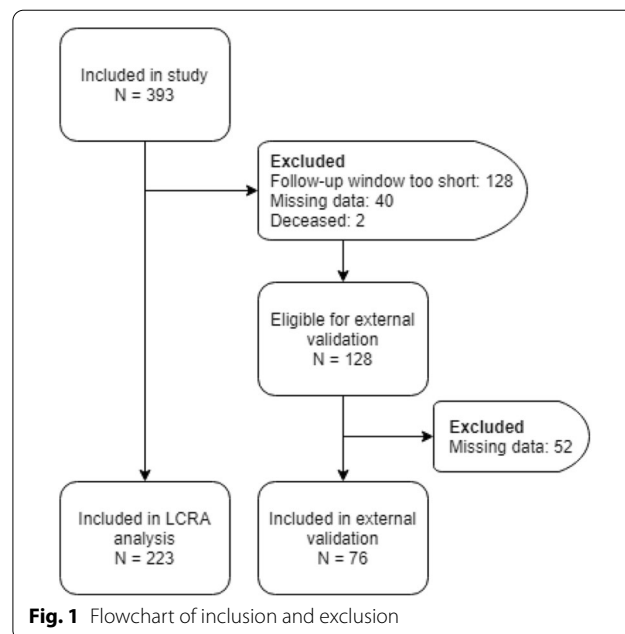 Included in study
N = 393
Excluded
Follow-up window too short: 128
Missing data: 40
Deceased: 2
Eligible for external
validation
N = 128
Excluded
Missing data: 52
Included in LCRA
analysis
N = 223
Included in external
validation
N = 76
Fig. 1 Flowchart of inclusion and exclusion